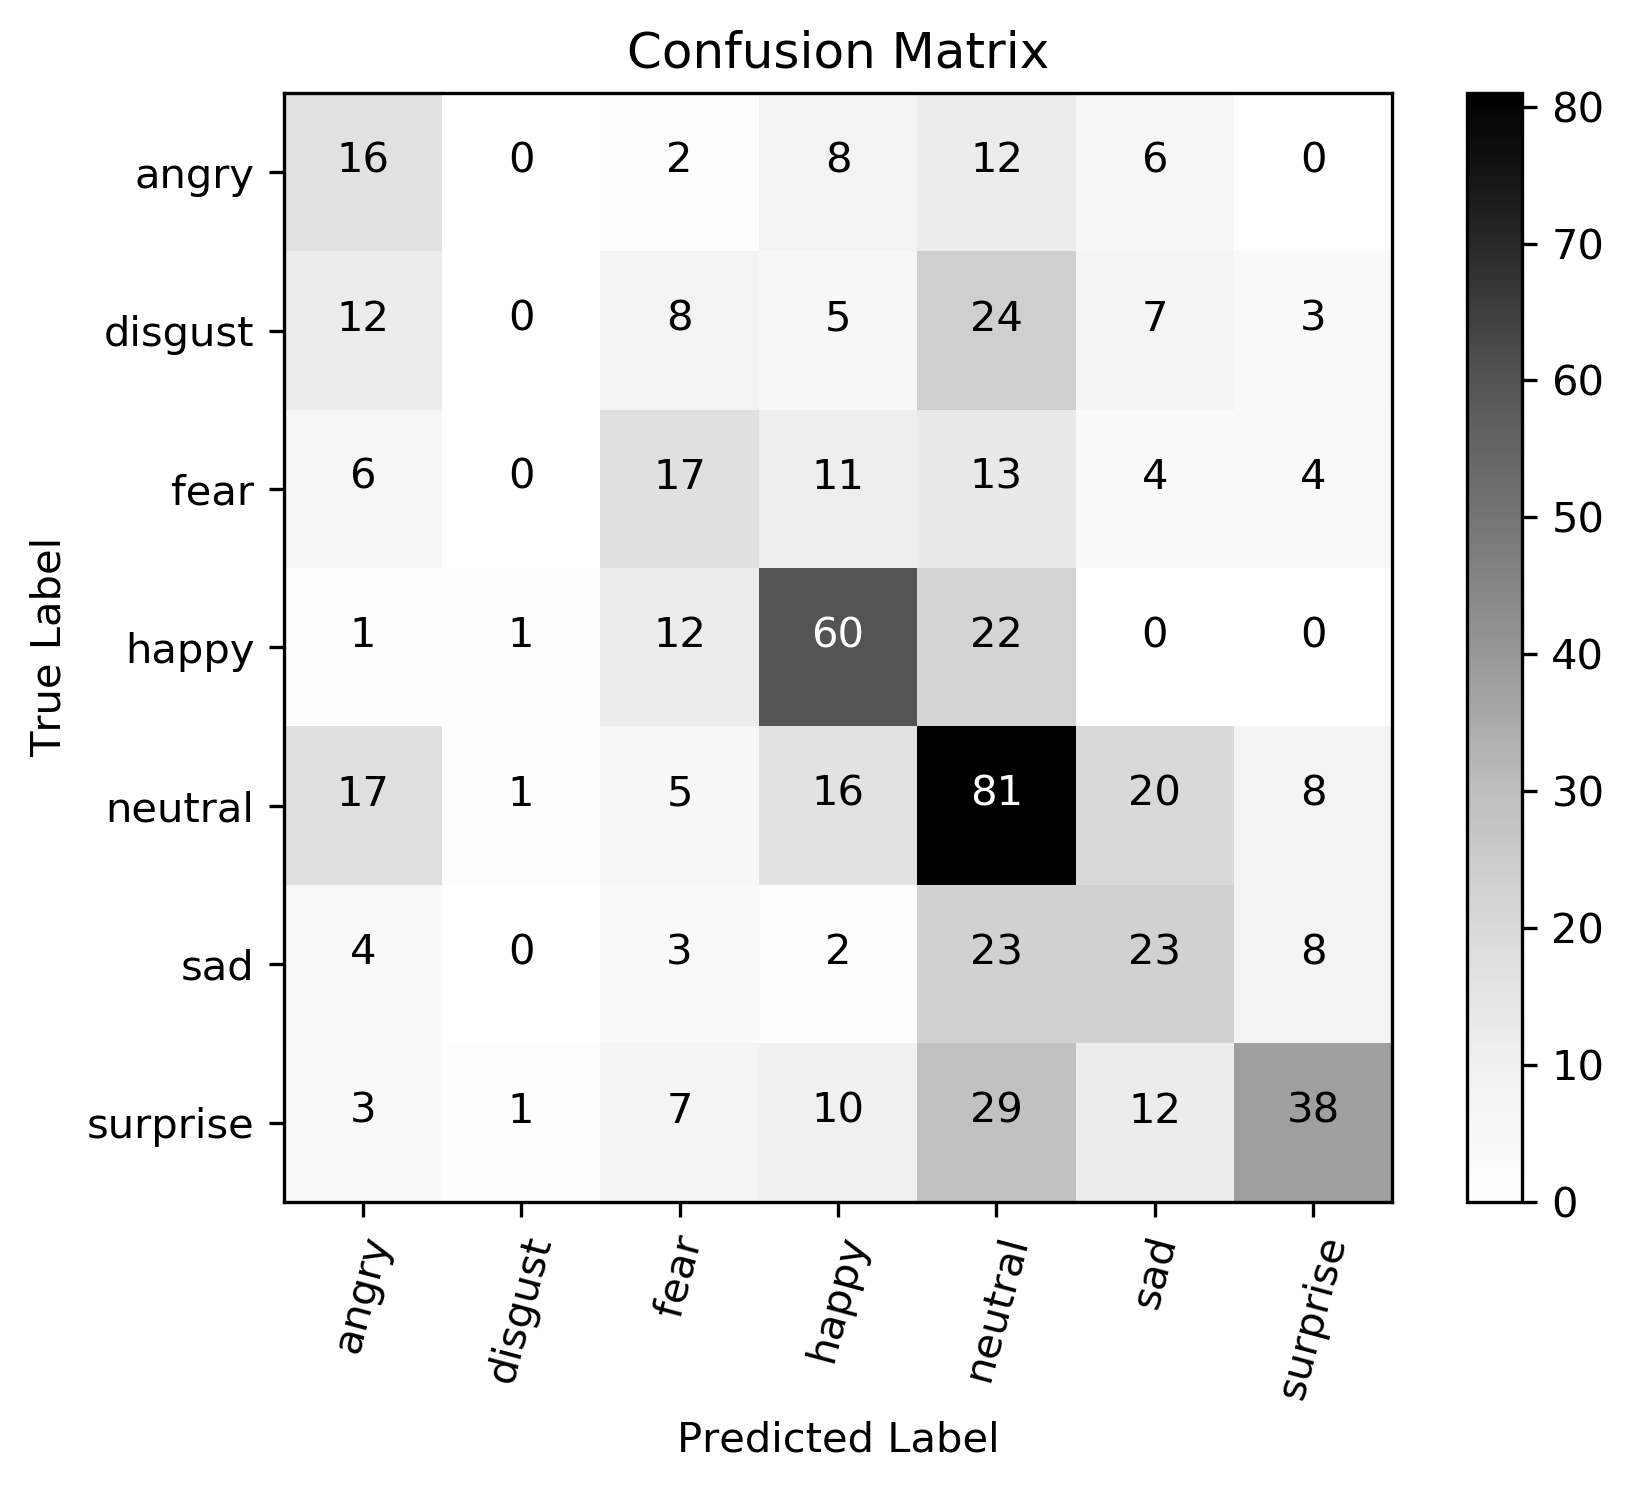 Confusion Matrix
angry 16 0 2 8 12 6 0
disgust 12 0 8 5 24 7 3
fear 6 0 17 11 13 4 4
happy 1 1 12 60 22 0 0
neutral 17 1 5 16 81 20 8
sad 4 0 3 2 23 23 8
surprise 3 1 7 10 29 12 38
True Label
angry disgust fear happy neutral sad surprise
Predicted Label
80
70
60
50
40
30
20
10
0